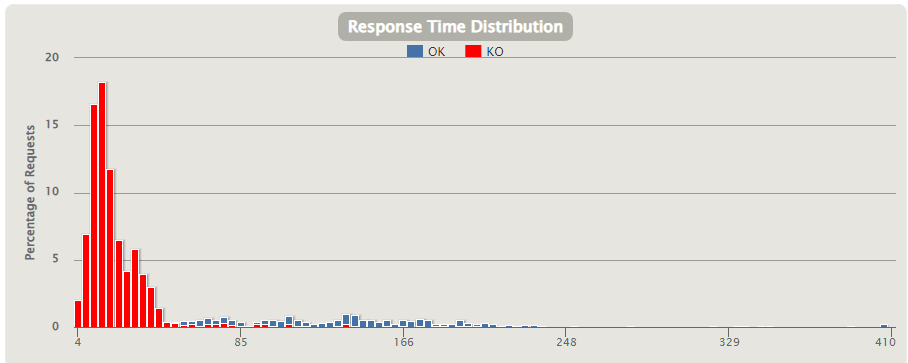 Response Time Distribution
OK KO
Percentage of Requests
20
15
10
5
0
4 85 166 248 329 410